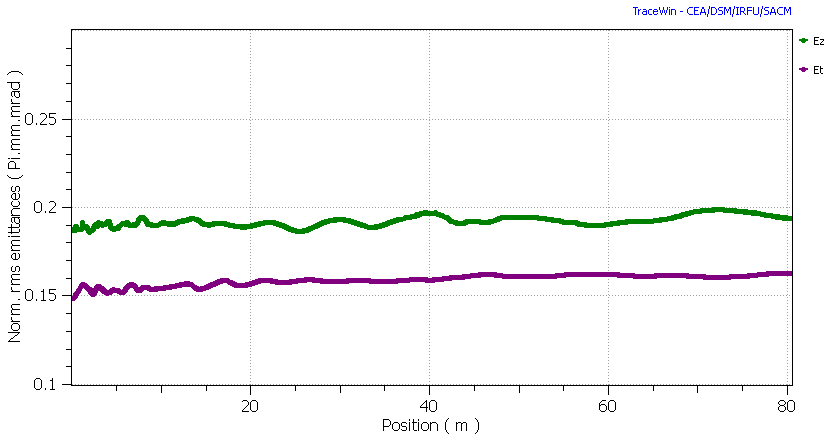 TraceWin - CEA/DSM/IRFU/SACM
Ez
Et
Norm. rms emittances ( Pi.mm.mrad )
0.25
0.2
0.15
0.1
20
40
60
80
Position ( m )